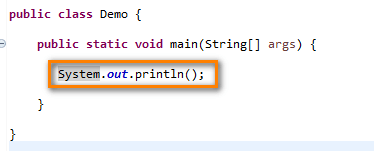 public class Demo {
public static void main(String[] args) {
System.out.println();
}
}